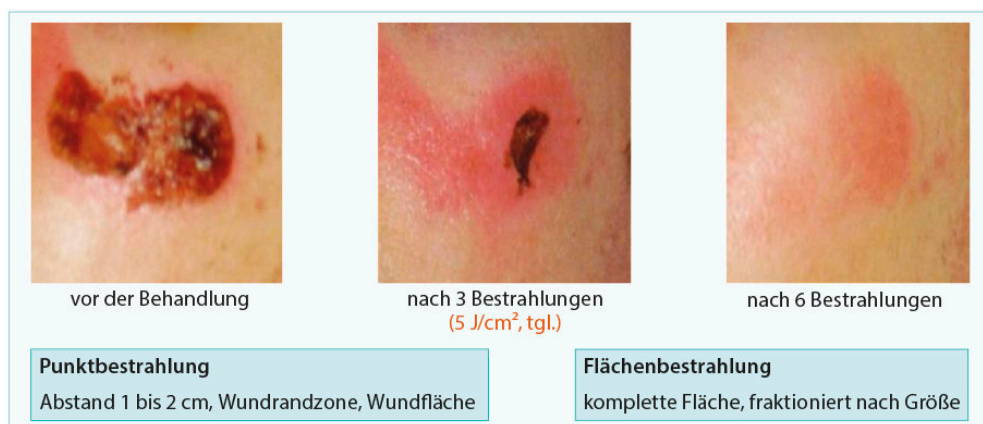 vor der Behandlung
nach 3 Bestrahlungen
(5 J/cm², tgl.)
nach 6 Bestrahlungen
Punktbestrahlung
Abstand 1 bis 2 cm, Wundrandzone, Wundfläche
Flächenbestrahlung
komplette Fläche, fraktioniert nach Größe